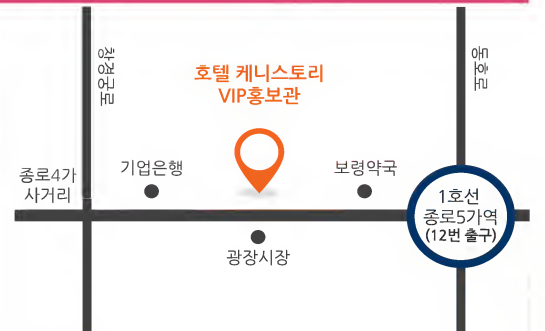 창경궁로
동호로
호텔 케니스토리
VIP홍보관
종로4가
사거리
기업은행
보령약국
1호선
종로5가역
(12번 출구)
광장시장